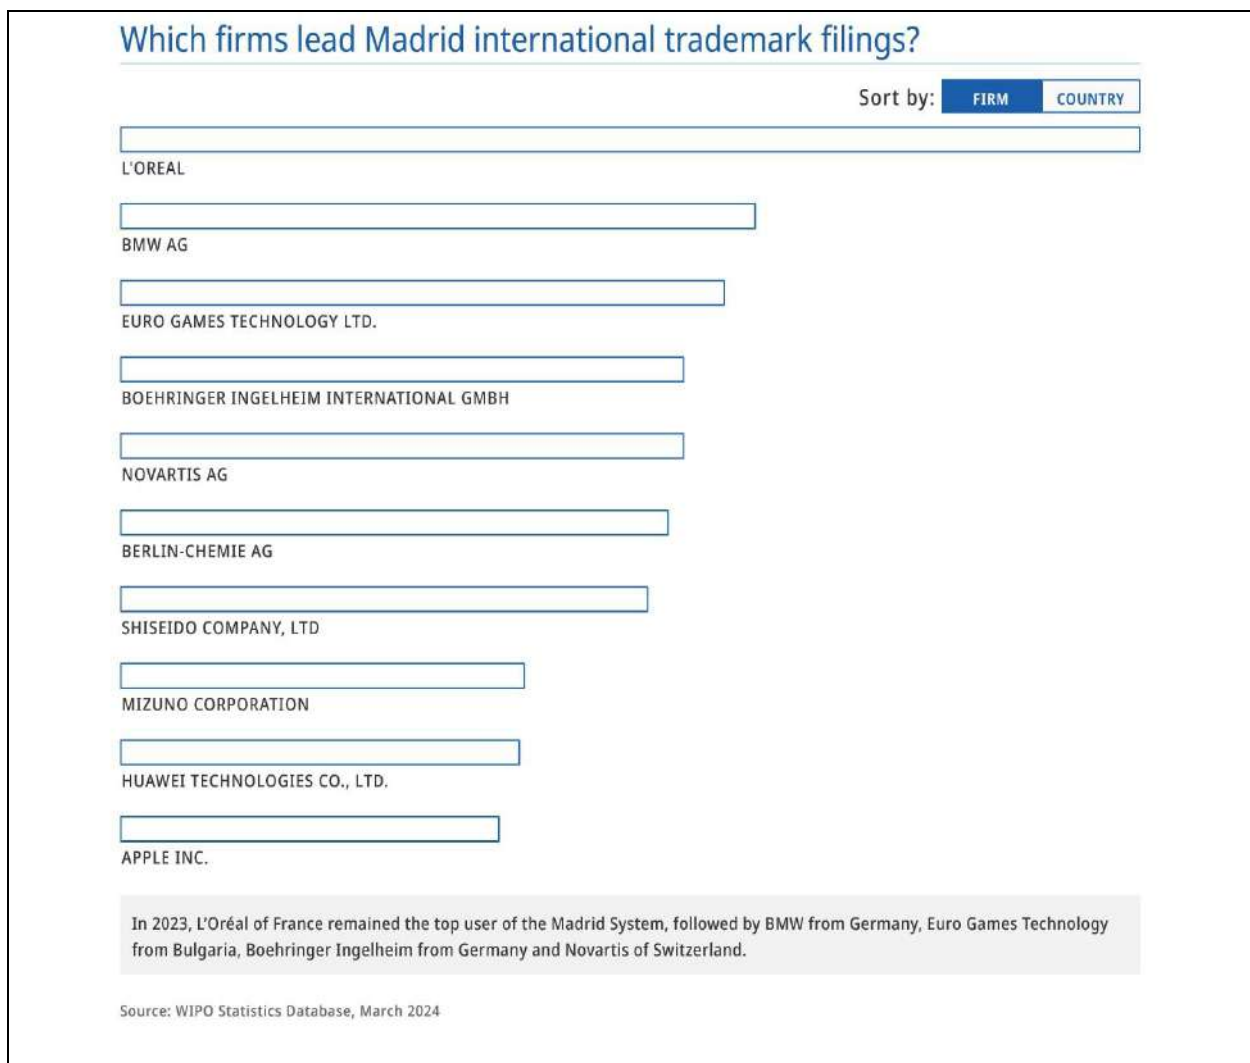 Which firms lead Madrid international trademark filings?
Sort by: FIRM COUNTRY
L'OREAL
BMW AG
EURO GAMES TECHNOLOGY LTD.
BOEHRINGER INGELHEIM INTERNATIONAL GMBH
NOVARTIS AG
BERLIN-CHEMIE AG
SHISEIDO COMPANY, LTD
MIZUNO CORPORATION
HUAWEI TECHNOLOGIES CO., LTD.
APPLE INC.
In 2023, L'Oréal of France remained the top user of the Madrid System, followed by BMW from Germany, Euro Games Technology
from Bulgaria, Boehringer Ingelheim from Germany and Novartis of Switzerland.
Source: WIPO Statistics Database, March 2024